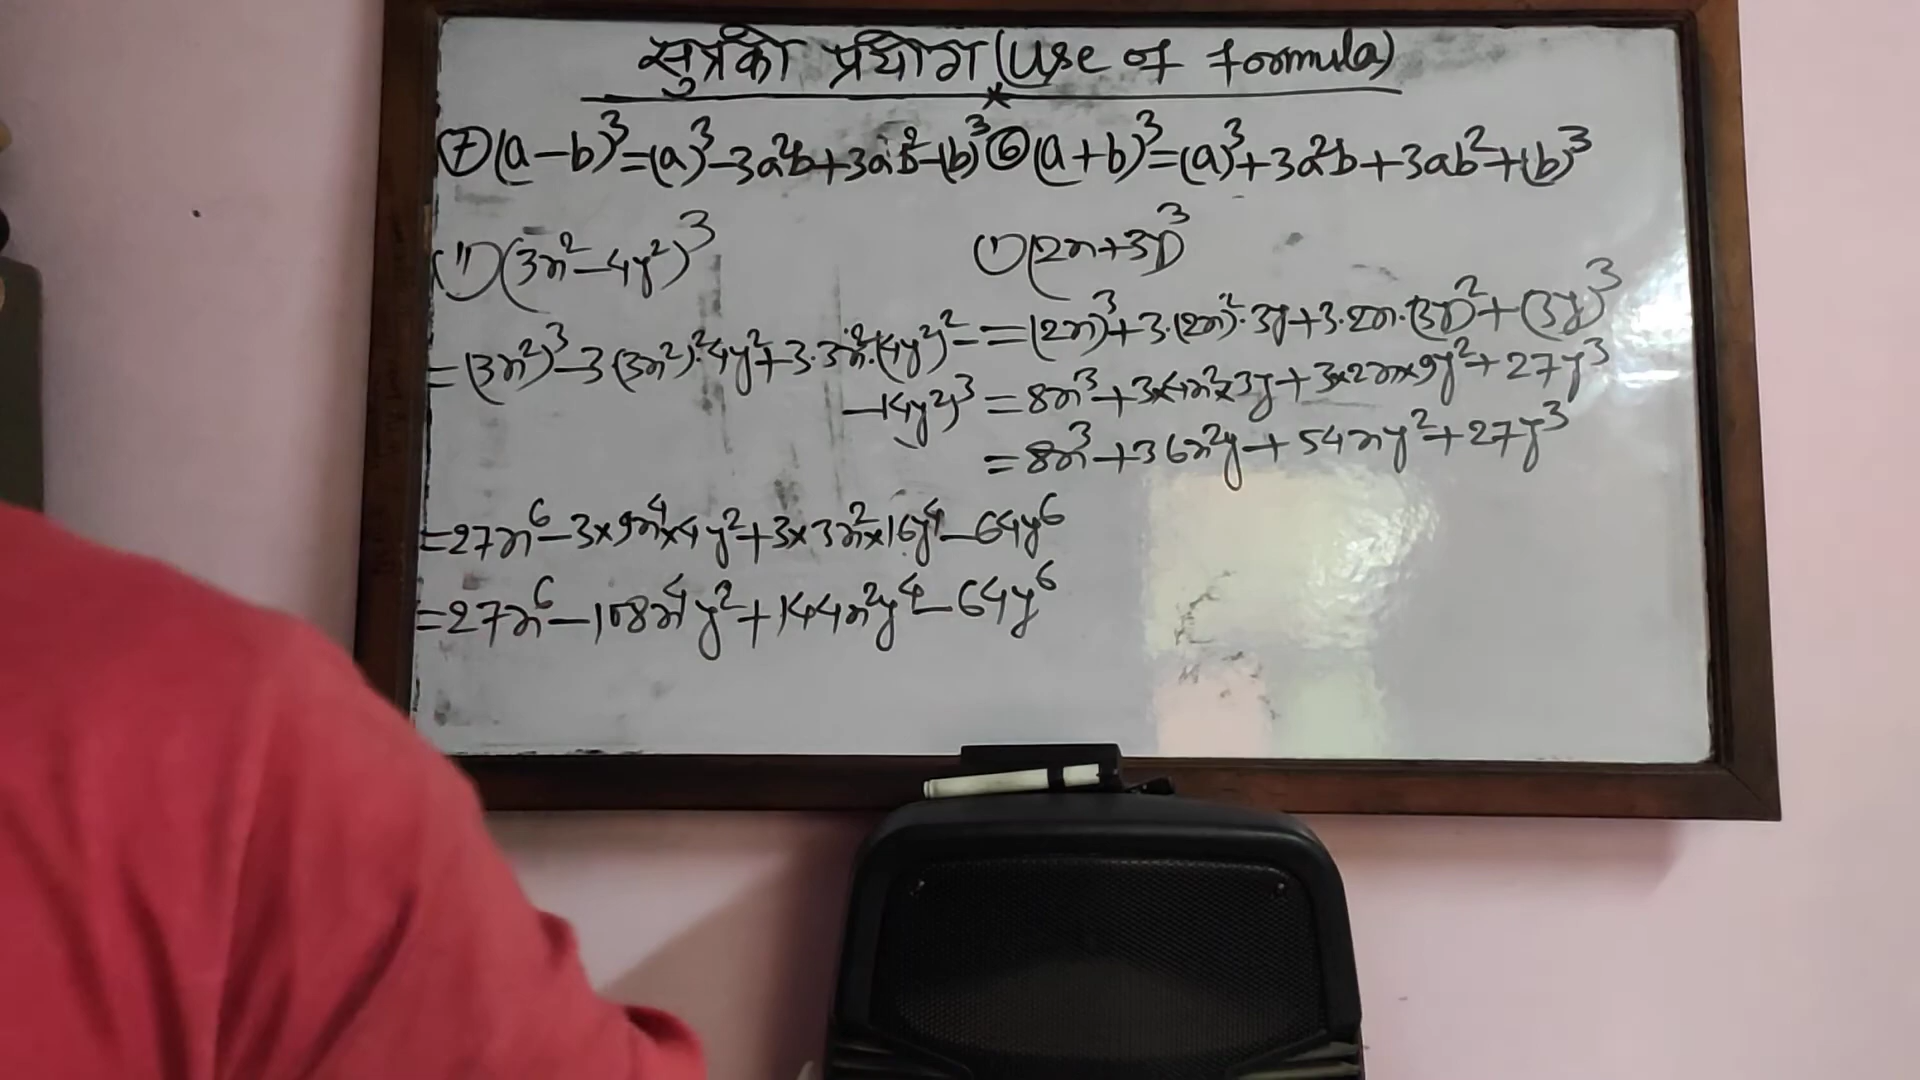 सुत्रको प्रयोग (Use of formula)
⑦ (a-b)³=(a)³-3a²b+3ab²-(b)³ ⑥ (a+b)³=(a)³+3a²b+3ab²+(b)³
(ii) (3x²-4y²)³
=(3x²)³-3(3x²)².4y²+3.3x².(4y²)²-
-(4y²)³
=27x⁶-3×9x⁴×4y²+3×3x²×16y⁴-64y⁶
=27x⁶-108x⁴y²+144x²y⁴-64y⁶
(i) (2x+3y)³
=(2x)³+3.(2x)².3y+3.2x.(3y)²+(3y)³
=8x³+3×4x²×3y+3×2x×9y²+27y³
=8x³+36x²y+54xy²+27y³